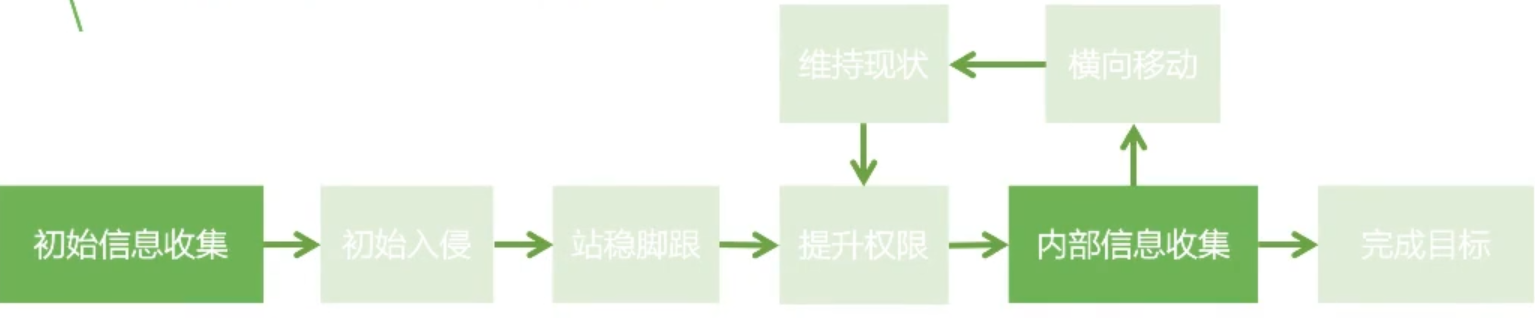 维持现状
横向移动
初始信息收集
初始入侵
站稳脚跟
提升权限
内部信息收集
完成目标